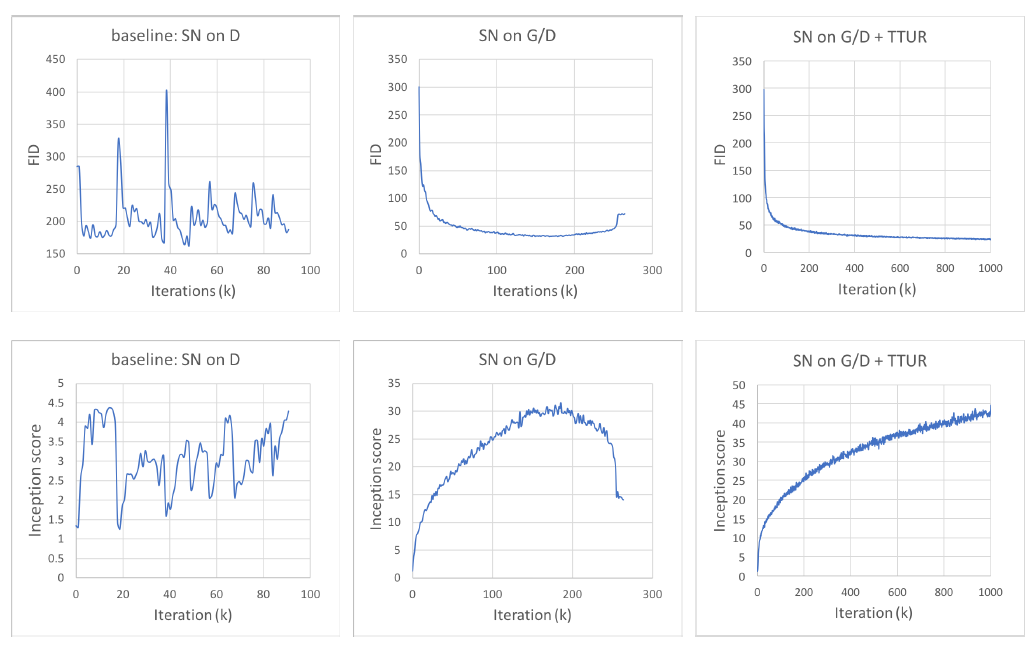 baseline: SN on D
450
400
350
300
250
200
150
FID
0 20 40 60 80 100
Iterations (k)
SN on G/D
350
300
250
200
150
100
50
0
FID
0 100 200 300
Iterations (k)
SN on G/D + TTUR
350
300
250
200
150
100
50
0
FID
0 200 400 600 800 1000
Iteration (k)
baseline: SN on D
5
4.5
4
3.5
3
2.5
2
1.5
1
0.5
0
Inception score
0 20 40 60 80 100
Iteration (k)
SN on G/D
35
30
25
20
15
10
5
0
Inception score
0 100 200 300
Iteration (k)
SN on G/D + TTUR
50
45
40
35
30
25
20
15
10
5
0
Inception score
0 200 400 600 800 1000
Iteration (k)